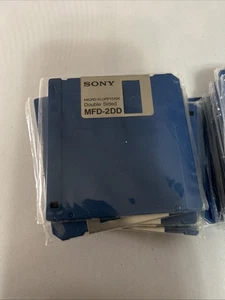 SONY
MICRO FLOPPYDISK
Double Sided
MFD-2DD